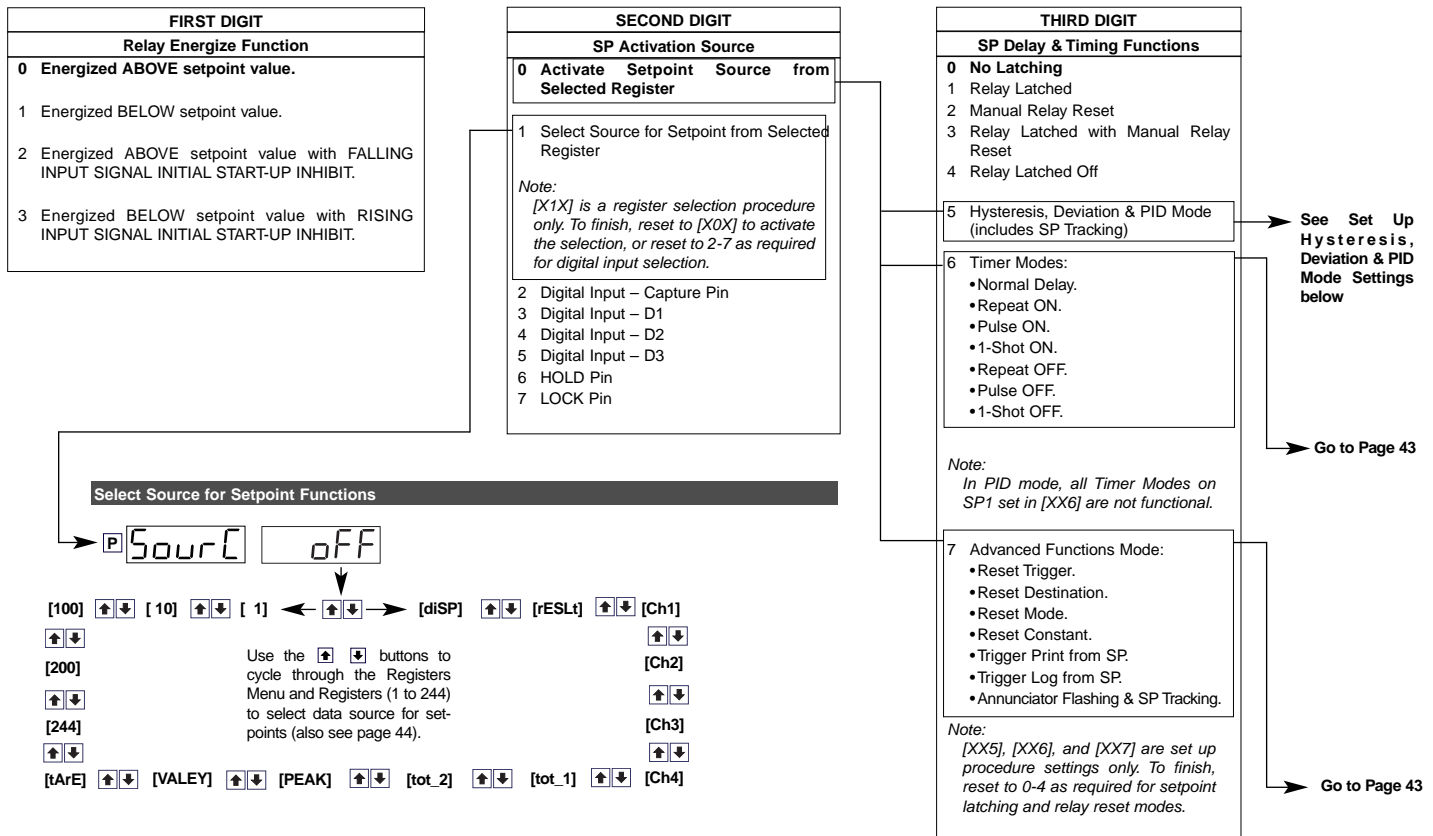 FIRST DIGIT
Relay Energize Function
0 Energized ABOVE setpoint value.
1 Energized BELOW setpoint value.
2 Energized ABOVE setpoint value with FALLING
INPUT SIGNAL INITIAL START-UP INHIBIT.
3 Energized BELOW setpoint value with RISING
INPUT SIGNAL INITIAL START-UP INHIBIT.
SECOND DIGIT
SP Activation Source
0 Activate Setpoint Source from
Selected Register
1 Select Source for Setpoint from Selected
Register
Note:
[X1X] is a register selection procedure
only. To finish, reset to [X0X] to activate
the selection, or reset to 2-7 as required
for digital input selection.
2 Digital Input – Capture Pin
3 Digital Input – D1
4 Digital Input – D2
5 Digital Input – D3
6 HOLD Pin
7 LOCK Pin
THIRD DIGIT
SP Delay & Timing Functions
0 No Latching
1 Relay Latched
2 Manual Relay Reset
3 Relay Latched with Manual Relay
Reset
4 Relay Latched Off
5 Hysteresis, Deviation & PID Mode
(includes SP Tracking)
See Set Up
Hysteresis,
Deviation & PID
Mode Settings
below
6 Timer Modes:
•Normal Delay.
•Repeat ON.
•Pulse ON.
•1-Shot ON.
•Repeat OFF.
•Pulse OFF.
•1-Shot OFF.
Go to Page 43
Note:
In PID mode, all Timer Modes on
SP1 set in [XX6] are not functional.
7 Advanced Functions Mode:
•Reset Trigger.
•Reset Destination.
•Reset Mode.
•Reset Constant.
•Trigger Print from SP.
•Trigger Log from SP.
•Annunciator Flashing & SP Tracking.
Note:
[XX5], [XX6], and [XX7] are set up
procedure settings only. To finish,
reset to 0-4 as required for setpoint
latching and relay reset modes.
Go to Page 43
Select Source for Setpoint Functions
P SourC oFF
[100] [ 10] [ 1] [diSP] [rESLt] [Ch1]
[200] [Ch2]
[244] [Ch3]
Use the buttons to
cycle through the Registers
Menu and Registers (1 to 244)
to select data source for set-
points (also see page 44).
[tArE] [VALEY] [PEAK] [tot_2] [tot_1] [Ch4]